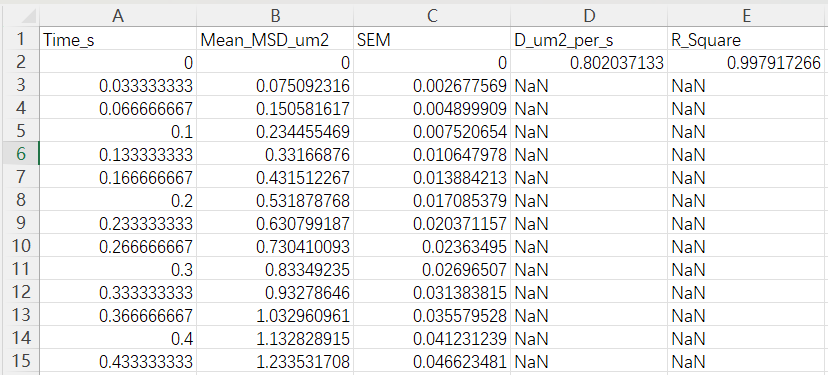 A B C D E
1 Time_s Mean_MSD_um2 SEM D_um2_per_s R_Square
2 0 0 0 0.802037133 0.997917266
3 0.033333333 0.075092316 0.002677569 NaN NaN
4 0.066666667 0.150581617 0.004899909 NaN NaN
5 0.1 0.234455469 0.007520654 NaN NaN
6 0.133333333 0.33166876 0.010647978 NaN NaN
7 0.166666667 0.431512267 0.013884213 NaN NaN
8 0.2 0.531878768 0.017085379 NaN NaN
9 0.233333333 0.630799187 0.020371157 NaN NaN
10 0.266666667 0.730410093 0.02363495 NaN NaN
11 0.3 0.83349235 0.02696507 NaN NaN
12 0.333333333 0.93278646 0.031383815 NaN NaN
13 0.366666667 1.032960961 0.035579528 NaN NaN
14 0.4 1.132828915 0.041231239 NaN NaN
15 0.433333333 1.233531708 0.046623481 NaN NaN